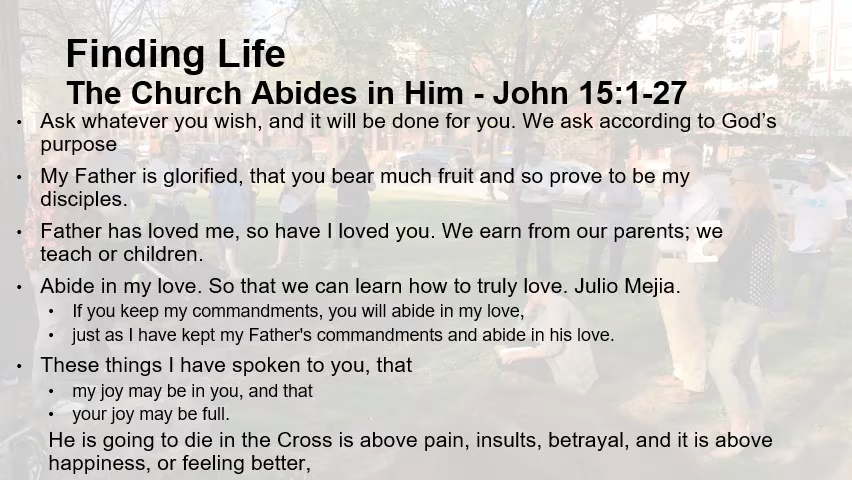 Finding Life
The Church Abides in Him - John 15:1-27
• Ask whatever you wish, and it will be done for you. We ask according to God’s
purpose
• My Father is glorified, that you bear much fruit and so prove to be my
disciples.
• Father has loved me, so have I loved you. We earn from our parents; we
teach or children.
• Abide in my love. So that we can learn how to truly love. Julio Mejia.
• If you keep my commandments, you will abide in my love,
• just as I have kept my Father's commandments and abide in his love.
• These things I have spoken to you, that
• my joy may be in you, and that
• your joy may be full.
He is going to die in the Cross is above pain, insults, betrayal, and it is above
happiness, or feeling better,